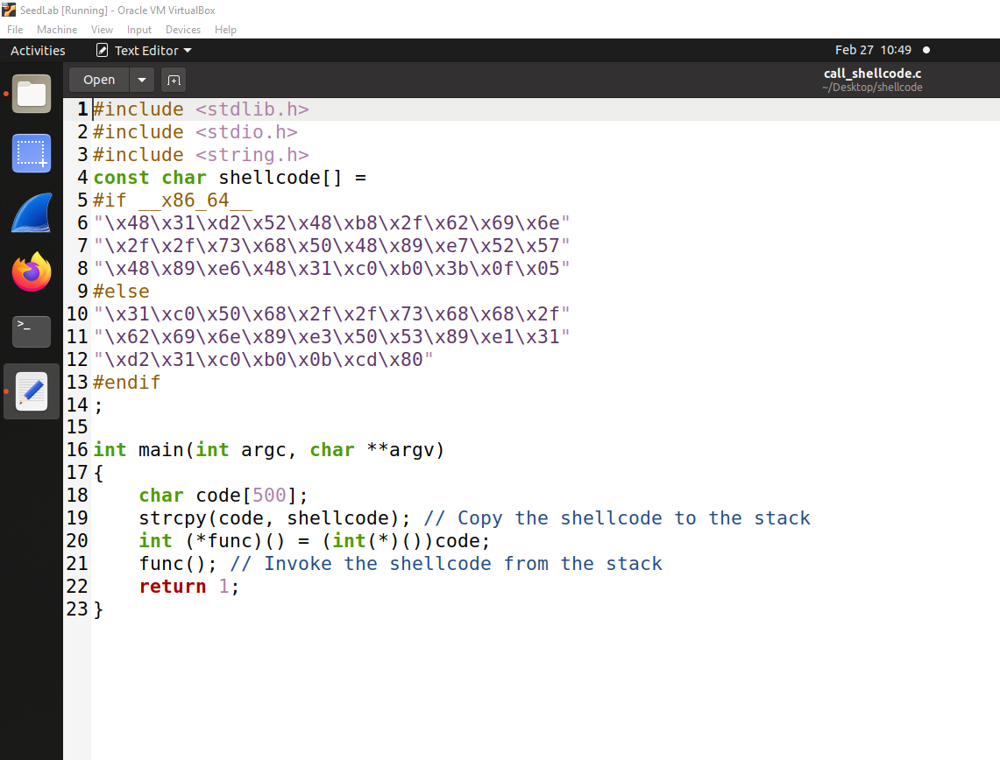 SeedLab [Running] - Oracle VM VirtualBox
File Machine View Input Devices Help
Activities Text Editor Feb 27 10:49
Open call_shellcode.c
~/Desktop/shellcode
1 #include <stdlib.h>
2 #include <stdio.h>
3 #include <string.h>
4 const char shellcode[] =
5 #if __x86_64__
6 "\x48\x31\xd2\x52\x48\xb8\x2f\x62\x69\x6e"
7 "\x2f\x2f\x73\x68\x50\x48\x89\xe7\x52\x57"
8 "\x48\x89\xe6\x48\x31\xc0\xb0\x3b\x0f\x05"
9 #else
10 "\x31\xc0\x50\x68\x2f\x2f\x73\x68\x68\x2f"
11 "\x62\x69\x6e\x89\xe3\x50\x53\x89\xe1\x31"
12 "\xd2\x31\xc0\xb0\x0b\xcd\x80"
13 #endif
14 ;
15
16 int main(int argc, char **argv)
17 {
18     char code[500];
19     strcpy(code, shellcode); // Copy the shellcode to the stack
20     int (*func)() = (int(*)())code;
21     func(); // Invoke the shellcode from the stack
22     return 1;
23 }